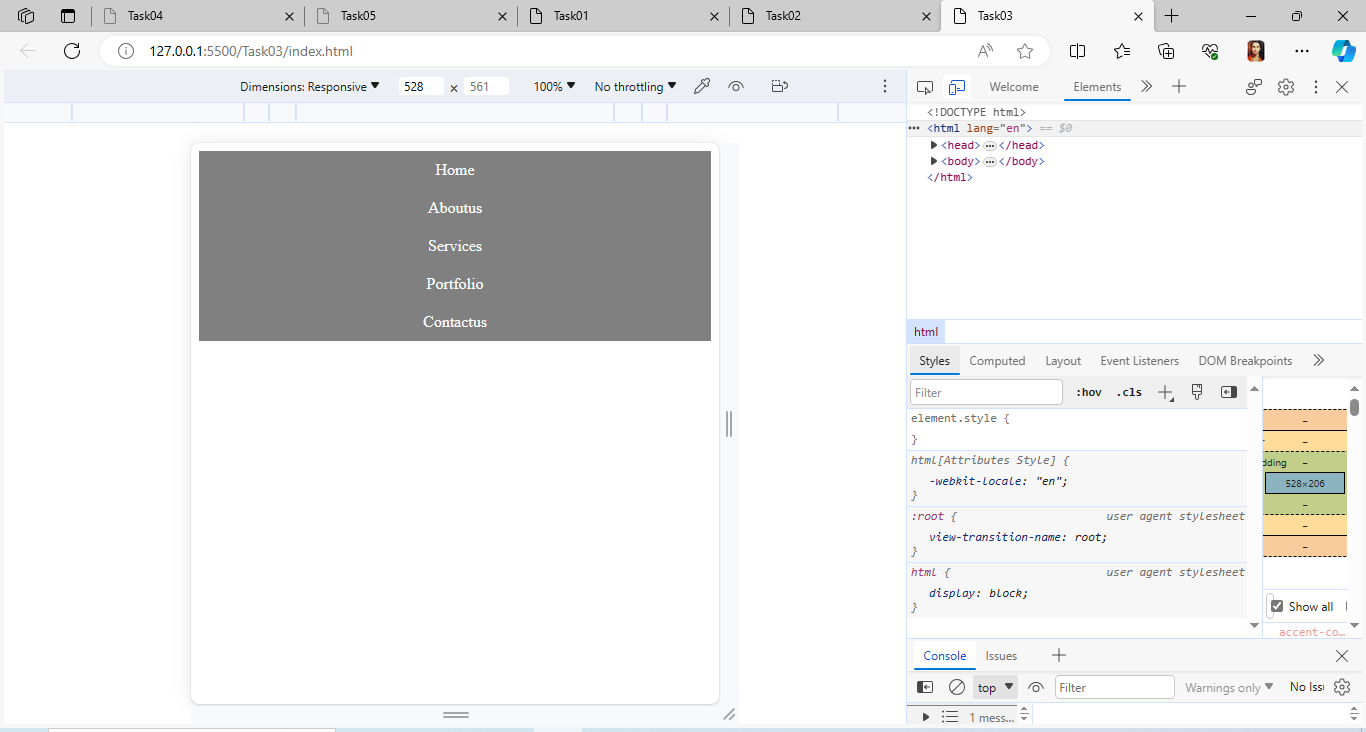 Task04 Task05 Task01 Task02 Task03
127.0.0.1:5500/Task03/index.html
Dimensions: Responsive 528 × 561 100% No throttling
Welcome Elements
<!DOCTYPE html>
<html lang="en"> == $0
<head> </head>
<body> </body>
</html>
Home
Aboutus
Services
Portfolio
Contactus
html
Styles Computed Layout Event Listeners DOM Breakpoints
Filter :hov .cls
element.style {
}
html[Attributes Style] {
-webkit-locale: "en";
}
:root { user agent stylesheet
view-transition-name: root;
}
html { user agent stylesheet
display: block;
}
dding
528×206
Show all
accent-co…
Console Issues
top Filter Warnings only No Iss
1 mess…